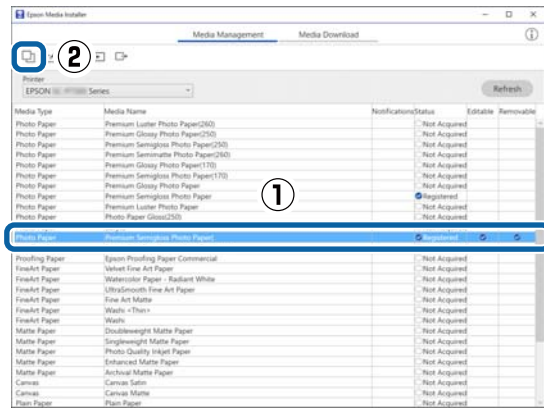 Epson Media Installer
Media Management Media Download
②
Printer
EPSON Series
Refresh
Media Type Media Name Notifications Status Editable Removable
Photo Paper Premium Luster Photo Paper(260) Not Acquired
Photo Paper Premium Glossy Photo Paper(250) Not Acquired
Photo Paper Premium Semigloss Photo Paper(250) Not Acquired
Photo Paper Premium Semimatte Photo Paper(260) Not Acquired
Photo Paper Premium Glossy Photo Paper(170) Not Acquired
Photo Paper Premium Semigloss Photo Paper(170) Not Acquired
Photo Paper Premium Glossy Photo Paper Not Acquired
Photo Paper Premium Semigloss Photo Paper ① Registered
Photo Paper Premium Luster Photo Paper Not Acquired
Photo Paper Photo Paper Gloss(250) Not Acquired
Photo Paper Premium Semigloss Photo Paper( Registered
Proofing Paper Epson Proofing Paper Commercial Not Acquired
FineArt Paper Velvet Fine Art Paper Not Acquired
FineArt Paper Watercolor Paper - Radiant White Not Acquired
FineArt Paper UltraSmooth Fine Art Paper Not Acquired
FineArt Paper Fine Art Matte Not Acquired
FineArt Paper Washi <Thin> Not Acquired
FineArt Paper Washi Not Acquired
Matte Paper Doubleweight Matte Paper Not Acquired
Matte Paper Singleweight Matte Paper Not Acquired
Matte Paper Photo Quality Inkjet Paper Not Acquired
Matte Paper Enhanced Matte Paper Not Acquired
Matte Paper Archival Matte Paper Not Acquired
Canvas Canvas Satin Not Acquired
Canvas Canvas Matte Not Acquired
Plain Paper Plain Paper Not Acquired